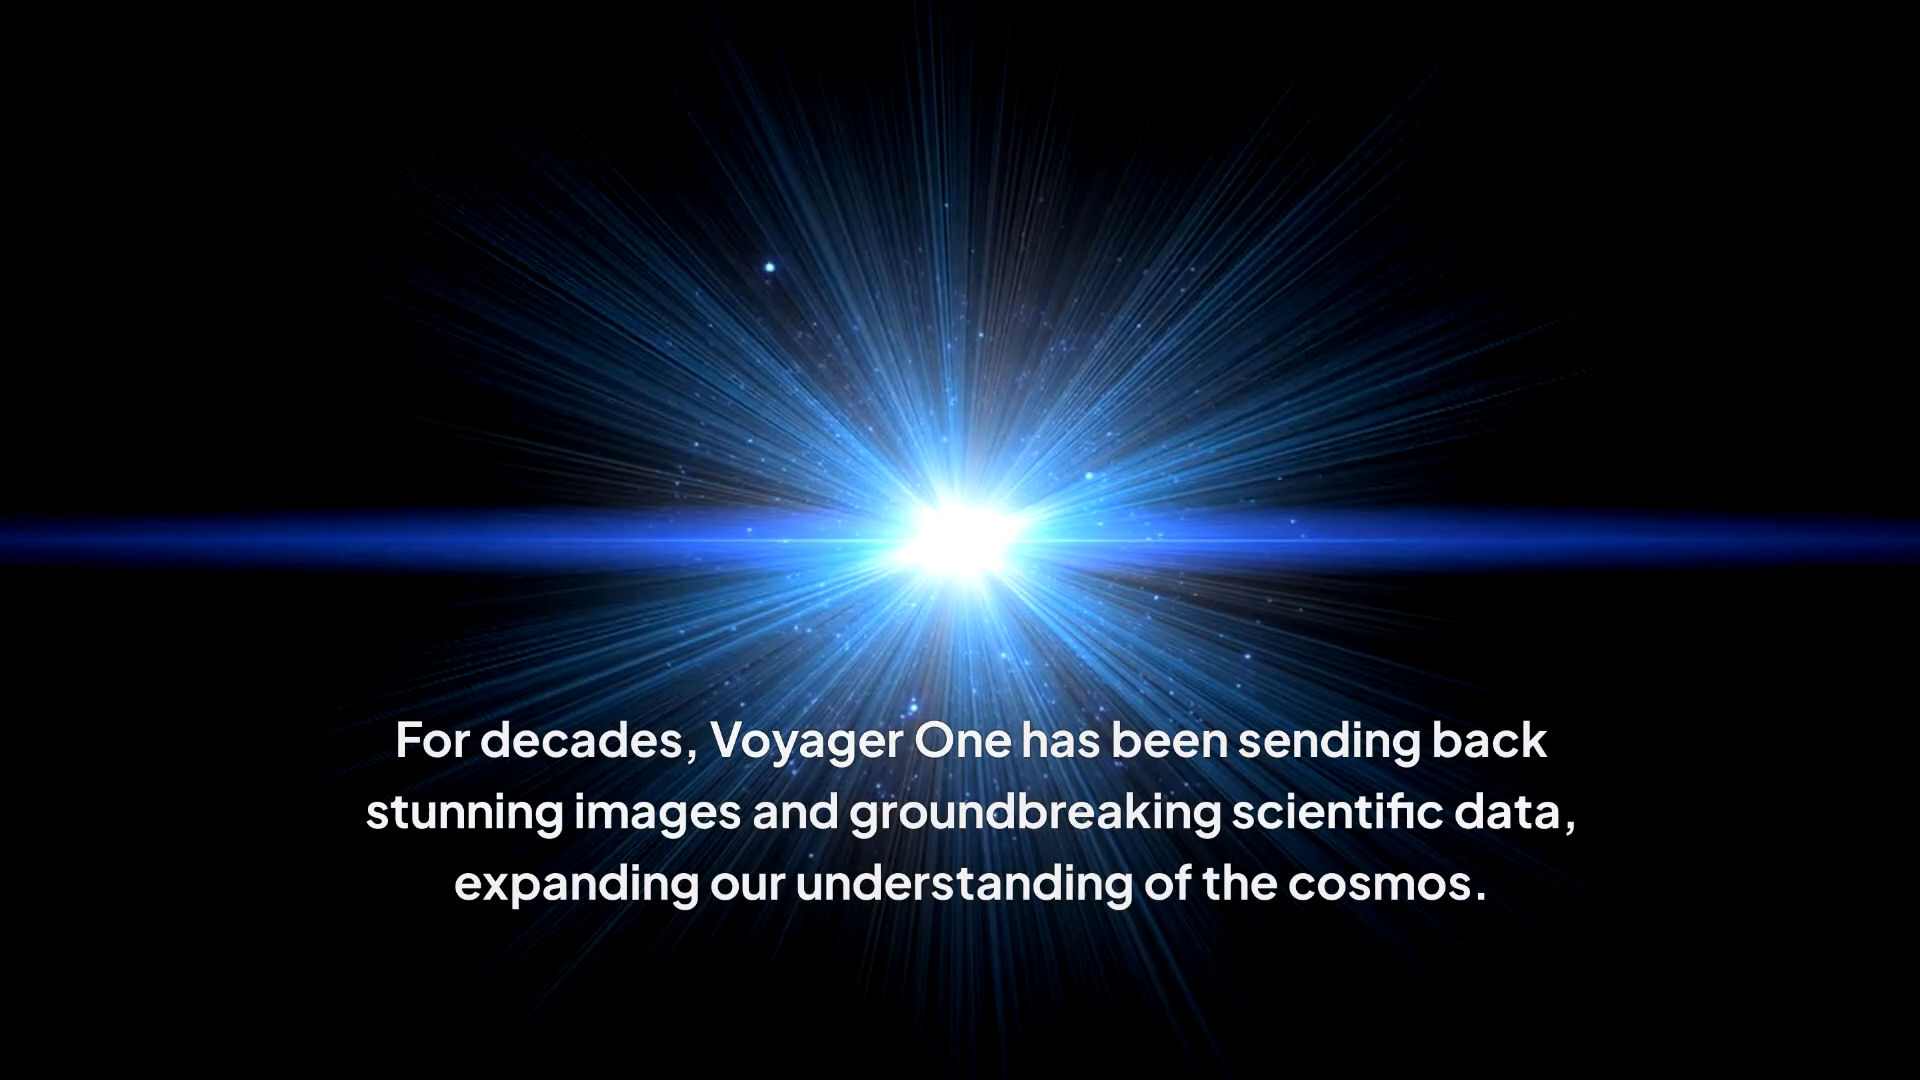 For decades, Voyager One has been sending back
stunning images and groundbreaking scientific data,
expanding our understanding of the cosmos.